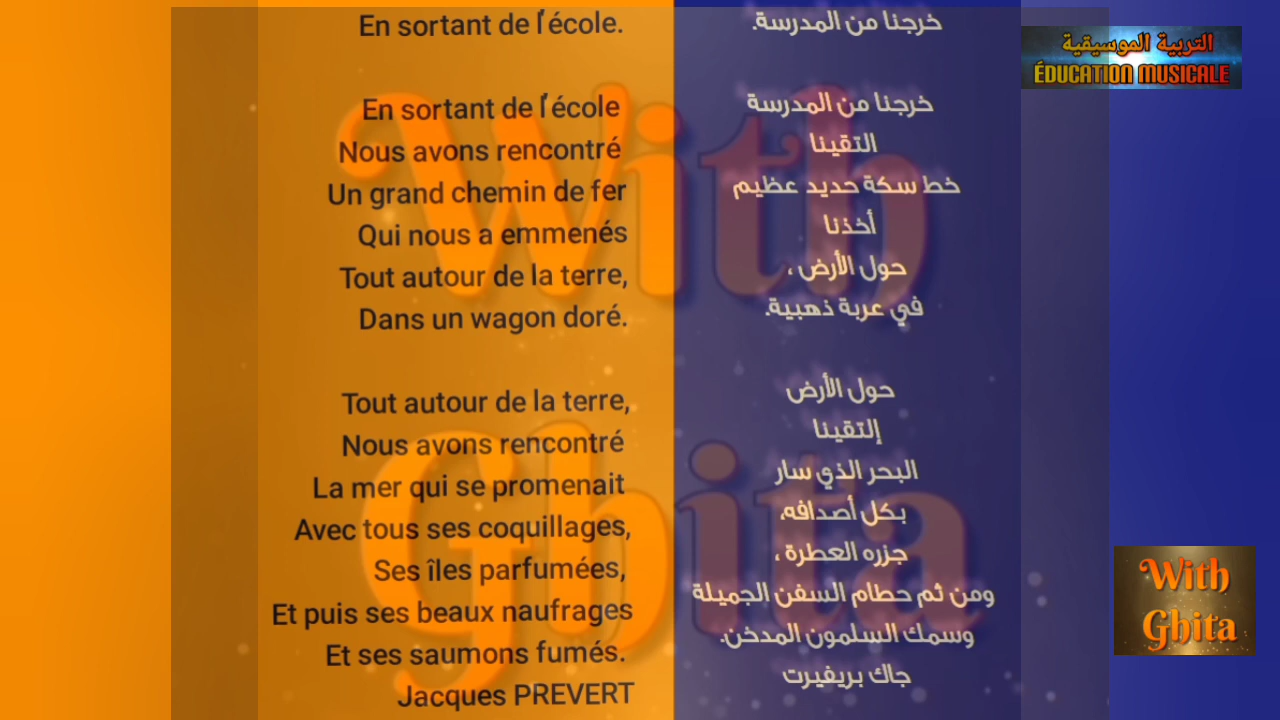 En sortant de l'école.
En sortant de l'école
Nous avons rencontré
Un grand chemin de fer
Qui nous a emmenés
Tout autour de la terre,
Dans un wagon doré.
Tout autour de la terre,
Nous avons rencontré
La mer qui se promenait
Avec tous ses coquillages,
Ses îles parfumées,
Et puis ses beaux naufrages
Et ses saumons fumés.
Jacques PREVERT
خرجنا من المدرسة.
خرجنا من المدرسة
التقينا
خط سكة حديد عظيم
أخذنا
حول الأرض ،
في عربة ذهبية.
حول الأرض
إلتقينا
البحر الذي سار
بكل أصدافه،
جزره العطرة ،
ومن ثم حطام السفن الجميلة
وسمك السلمون المدخن.
جاك بريفيرت
التربية الموسيقية
ÉDUCATION MUSICALE
With
Ghita
With
Ghita